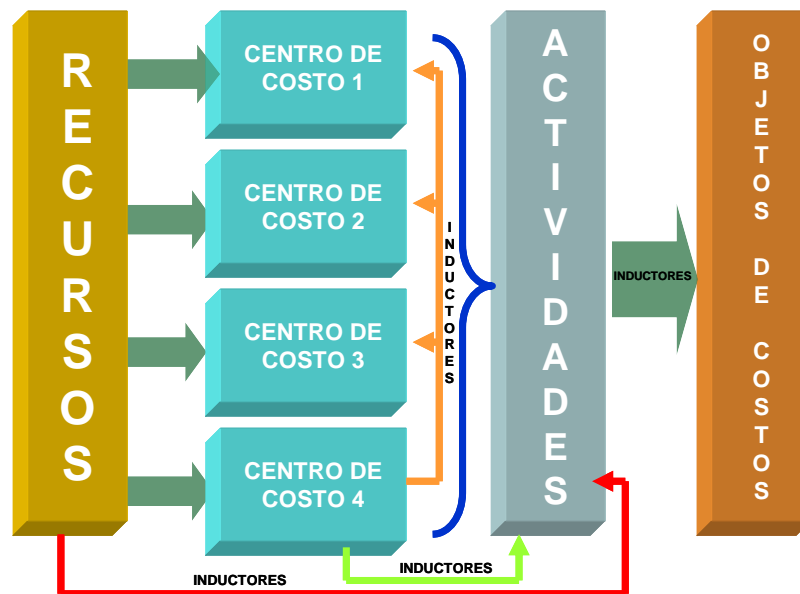 RECURSOS
CENTRO DE
COSTO 1
CENTRO DE
COSTO 2
CENTRO DE
COSTO 3
CENTRO DE
COSTO 4
INDUCTORES
ACTIVIDADES
INDUCTORES
OBJETOS DE COSTOS
INDUCTORES
INDUCTORES